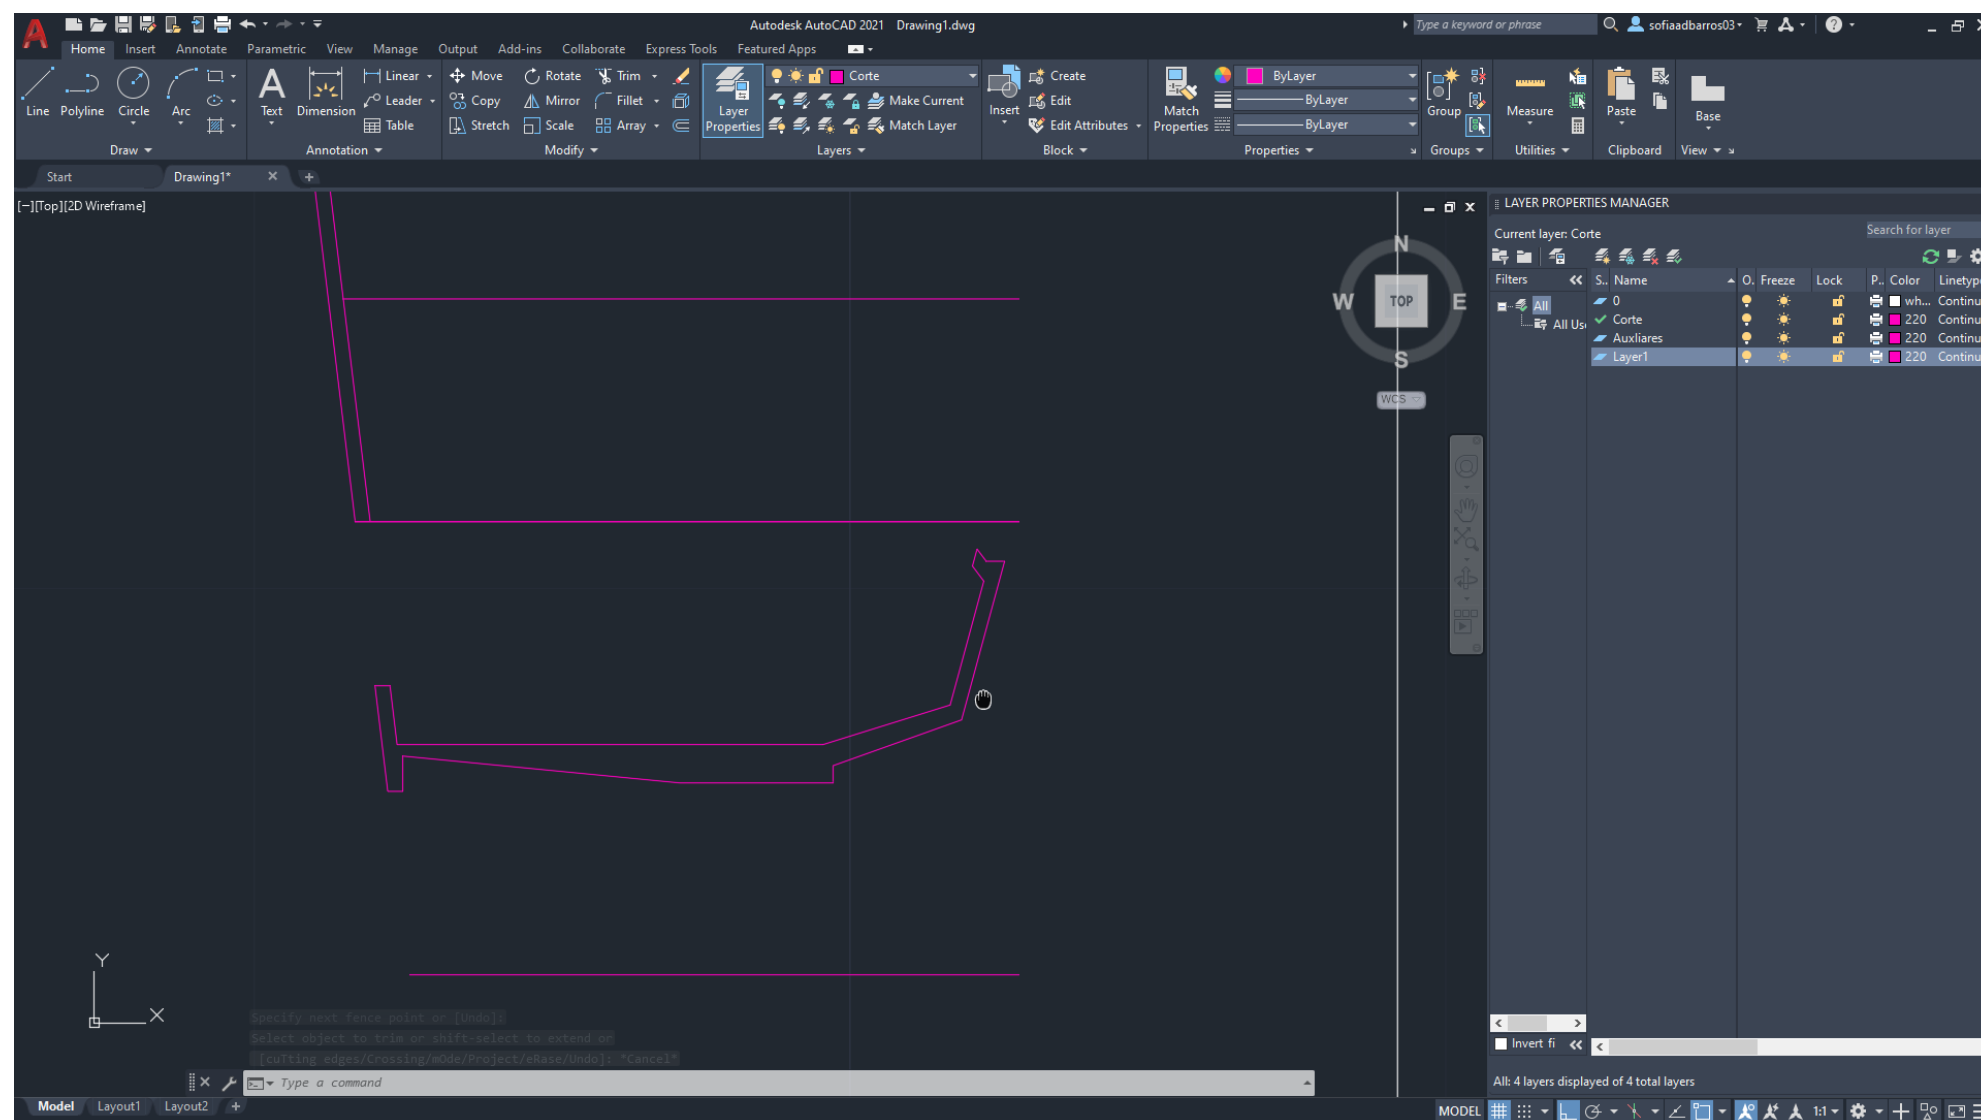 Autodesk AutoCAD 2021 Drawing1.dwg
Type a keyword or phrase
sofiaadbarros03
Home Insert Annotate Parametric View Manage Output Add-ins Collaborate Express Tools Featured Apps
Line Polyline Circle Arc
Text Dimension
Linear
Leader
Table
Move Rotate Trim
Copy Mirror Fillet
Stretch Scale Array
Layer Properties
Corte
Make Current
Match Layer
Insert
Create
Edit
Edit Attributes
Match Properties
ByLayer
ByLayer
ByLayer
Group
Measure
Paste
Base
Draw Annotation Modify Layers Block Properties Groups Utilities Clipboard View
Start Drawing1*
[−][Top][2D Wireframe]
N
W TOP E
S
WCS
LAYER PROPERTIES MANAGER
Current layer: Corte
Search for layer
Filters
S.. Name O. Freeze Lock P.. Color Linetyp
All
All Us
0 wh... Continu
Corte 220 Continu
Auxliares 220 Continu
Layer1 220 Continu
Y
X
Specify next fence point or [Undo]:
Select object to trim or shift-select to extend or
[cuTting edges/Crossing/mOde/Project/eRase/Undo]: *Cancel*
Type a command
Invert fi
All: 4 layers displayed of 4 total layers
Model Layout1 Layout2
MODEL
1:1